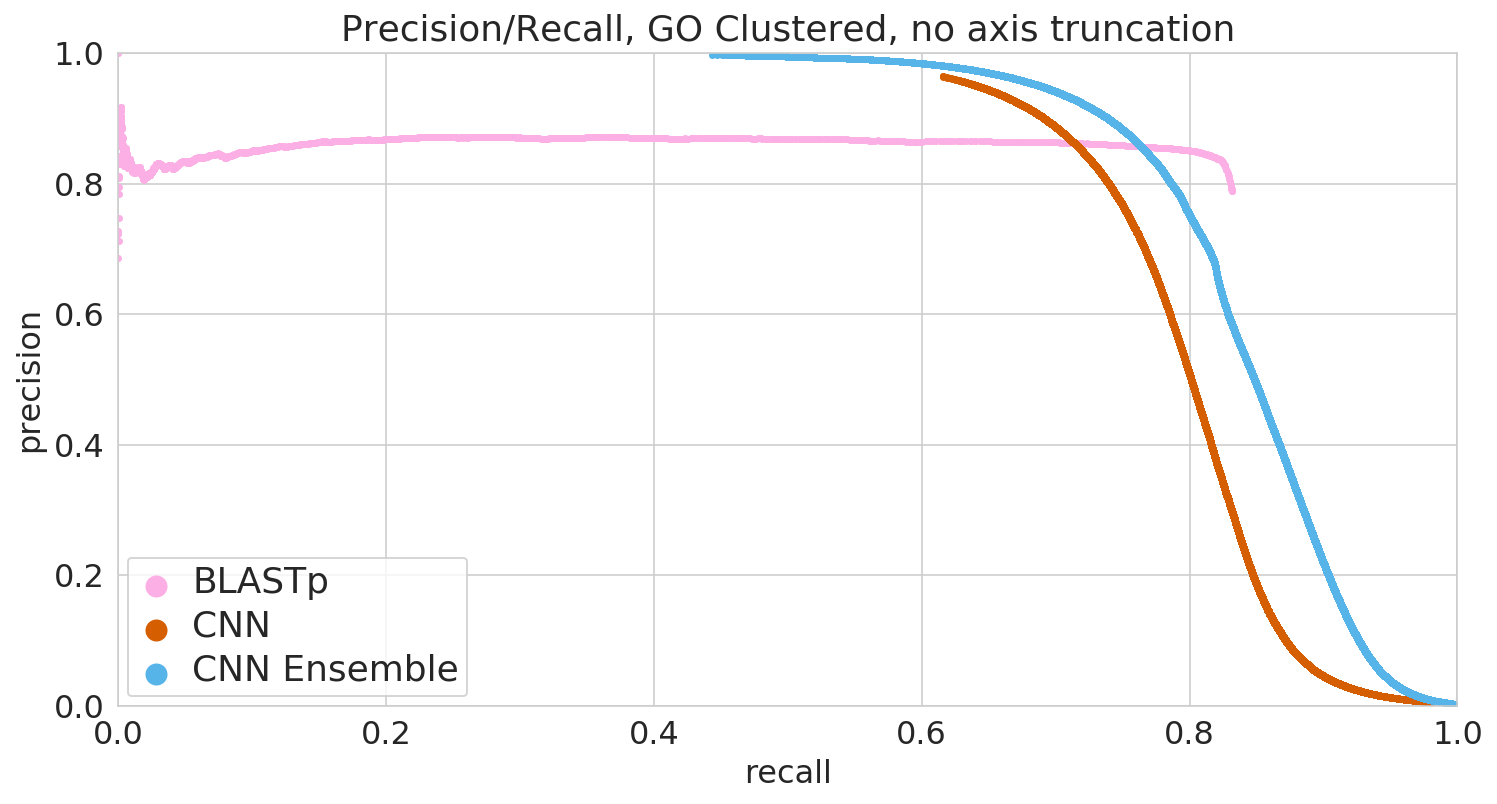 Precision/Recall, GO Clustered, no axis truncation
1.0
0.8
0.6
0.4
0.2
0.0
precision
BLASTp
CNN
CNN Ensemble
0.0 0.2 0.4 0.6 0.8 1.0
recall